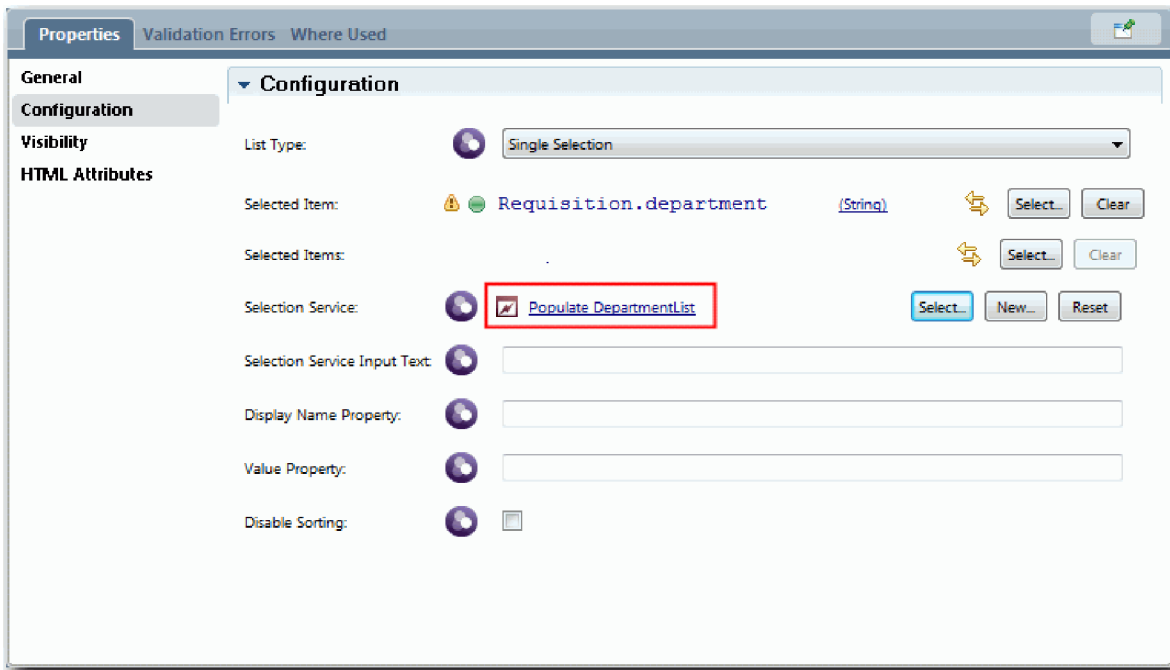 Properties Validation Errors Where Used
General
Configuration
Visibility
HTML Attributes
Configuration
List Type: Single Selection
Selected Item: Requisition.department (String) Select... Clear
Selected Items: . Select... Clear
Selection Service: Populate DepartmentList Select... New... Reset
Selection Service Input Text:
Display Name Property:
Value Property:
Disable Sorting: